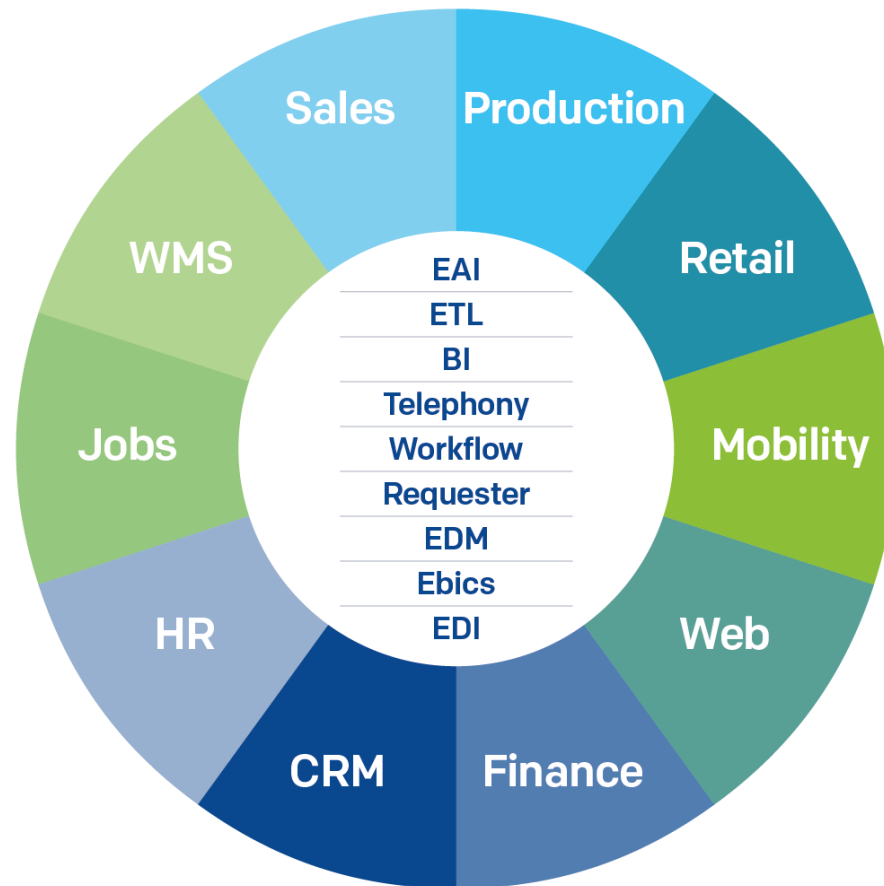 Sales
Production
WMS
Retail
EAI
ETL
BI
Telephony
Workflow
Requester
EDM
Ebics
EDI
Jobs
Mobility
HR
Web
CRM
Finance